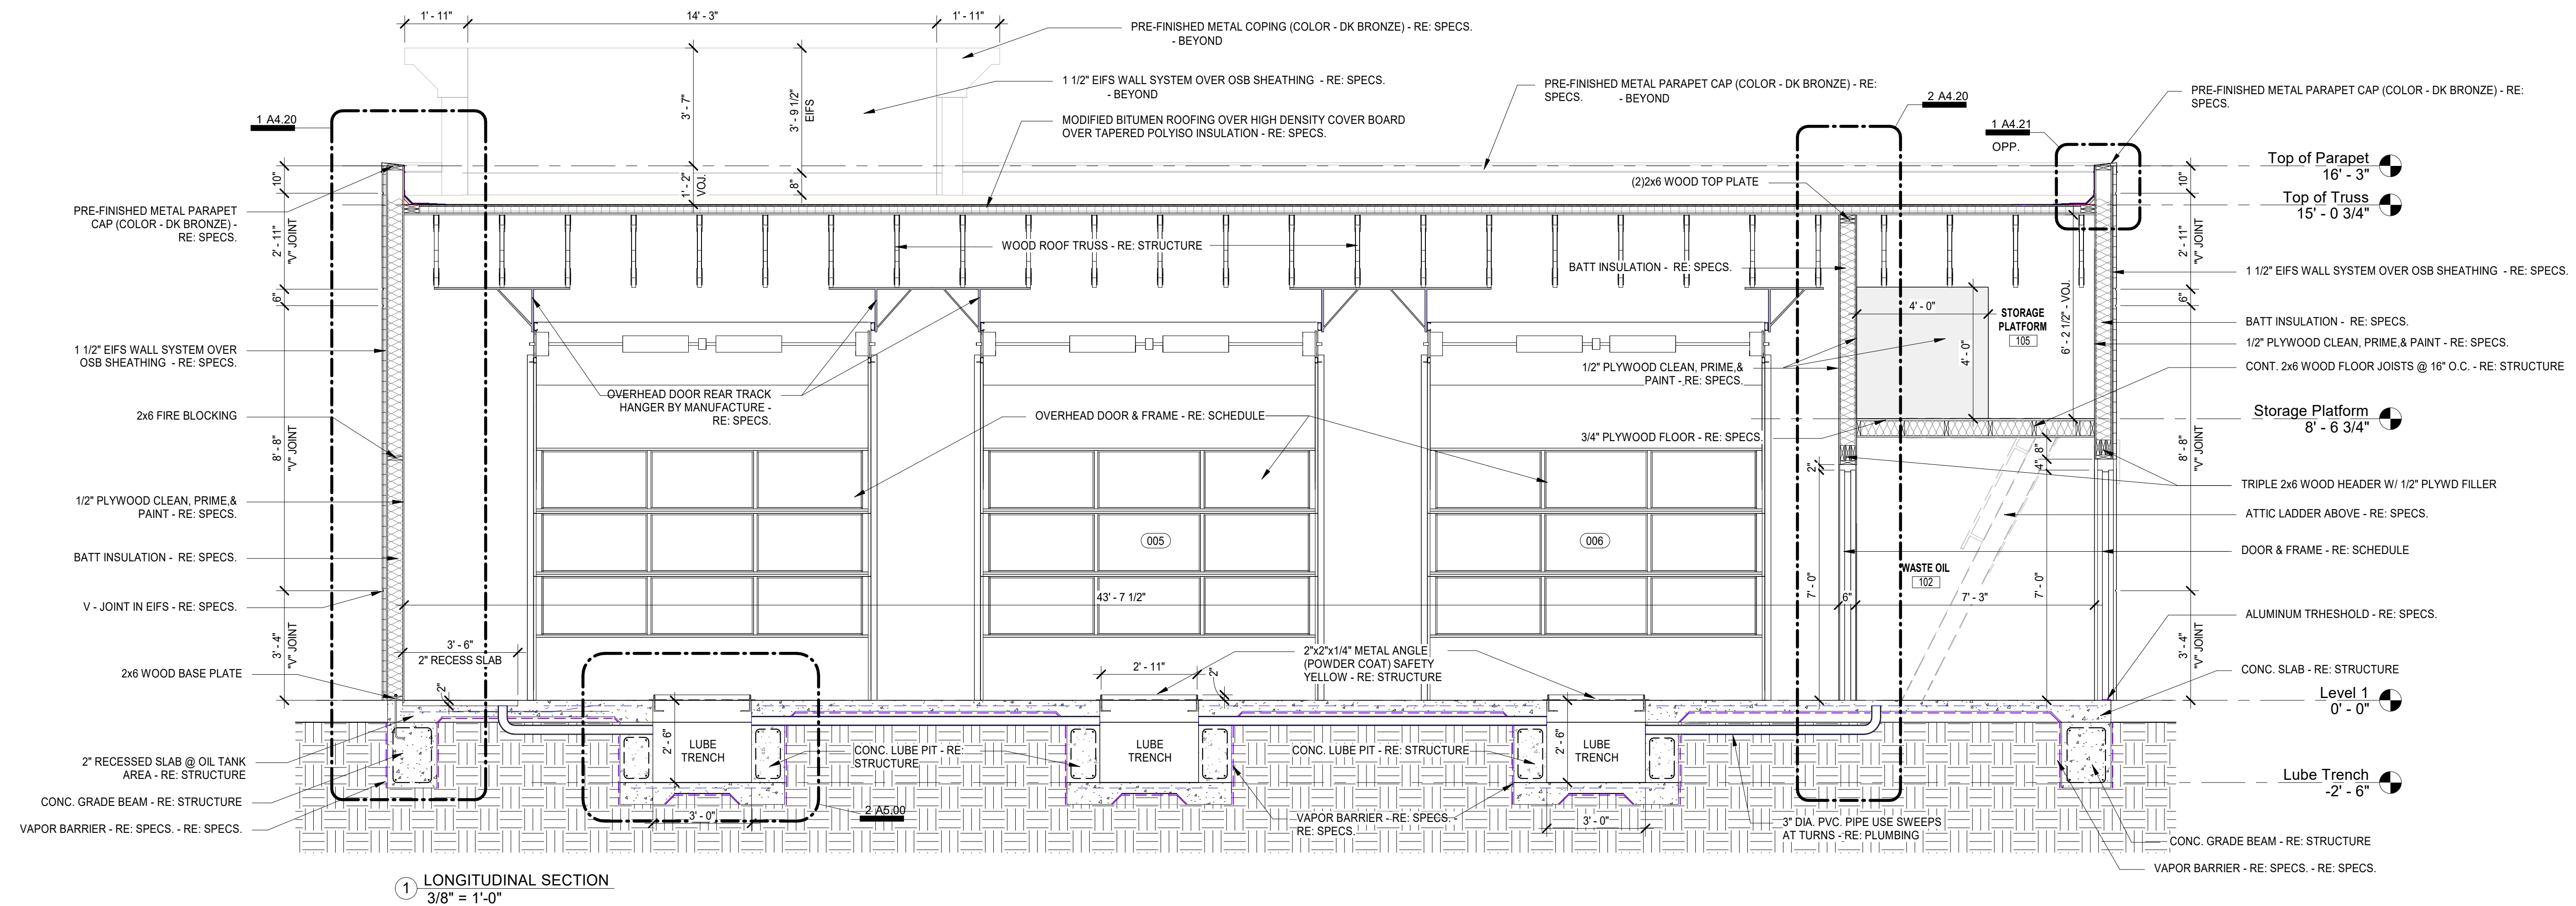 1' - 11"
14' - 3"
1' - 11"
PRE-FINISHED METAL COPING (COLOR - DK BRONZE) - RE: SPECS.
- BEYOND
1 1/2" EIFS WALL SYSTEM OVER OSB SHEATHING - RE: SPECS.
- BEYOND
MODIFIED BITUMEN ROOFING OVER HIGH DENSITY COVER BOARD
OVER TAPERED POLYISO INSULATION - RE: SPECS.
PRE-FINISHED METAL PARAPET CAP (COLOR - DK BRONZE) - RE:
SPECS. - BEYOND
2 A4.20
PRE-FINISHED METAL PARAPET CAP (COLOR - DK BRONZE) - RE:
SPECS.
1 A4.20
1 A4.21
OPP.
3' - 7"
3' - 9 1/2"
EIFS
1' - 2"
VOJ.
8"
(2)2x6 WOOD TOP PLATE
Top of Parapet
16' - 3"
Top of Truss
15' - 0 3/4"
10"
2' - 11"
"V" JOINT
6"
8' - 8"
"V" JOINT
3' - 4"
"V" JOINT
PRE-FINISHED METAL PARAPET
CAP (COLOR - DK BRONZE) -
RE: SPECS.
1 1/2" EIFS WALL SYSTEM OVER
OSB SHEATHING - RE: SPECS.
2x6 FIRE BLOCKING
1/2" PLYWOOD CLEAN, PRIME,&
PAINT - RE: SPECS.
BATT INSULATION - RE: SPECS.
V - JOINT IN EIFS - RE: SPECS.
2x6 WOOD BASE PLATE
2" RECESSED SLAB @ OIL TANK
AREA - RE: STRUCTURE
CONC. GRADE BEAM - RE: STRUCTURE
VAPOR BARRIER - RE: SPECS. - RE: SPECS.
WOOD ROOF TRUSS - RE: STRUCTURE
BATT INSULATION - RE: SPECS.
OVERHEAD DOOR REAR TRACK
HANGER BY MANUFACTURE -
RE: SPECS.
OVERHEAD DOOR & FRAME - RE: SCHEDULE
1/2" PLYWOOD CLEAN, PRIME,&
PAINT - RE: SPECS.
3/4" PLYWOOD FLOOR - RE: SPECS.
4' - 0"
4' - 0"
STORAGE
PLATFORM
105
6' - 2 1/2" - VOJ.
005
006
2"
7' - 0"
8"
4"
7' - 0"
WASTE OIL
102
43' - 7 1/2"
6"
7' - 3"
3' - 6"
2" RECESS SLAB
2"
2' - 11"
2"
2"x2"x1/4" METAL ANGLE
(POWDER COAT) SAFETY
YELLOW - RE: STRUCTURE
2' - 6"
LUBE
TRENCH
CONC. LUBE PIT - RE:
STRUCTURE
LUBE
TRENCH
CONC. LUBE PIT - RE: STRUCTURE
2' - 6"
LUBE
TRENCH
3' - 0"
2 A5.00
VAPOR BARRIER - RE: SPECS. -
RE: SPECS.
3' - 0"
3" DIA. PVC. PIPE USE SWEEPS
AT TURNS - RE: PLUMBING
10"
2' - 11"
"V" JOINT
6"
8' - 8"
"V" JOINT
3' - 4"
"V" JOINT
1 1/2" EIFS WALL SYSTEM OVER OSB SHEATHING - RE: SPECS.
BATT INSULATION - RE: SPECS.
1/2" PLYWOOD CLEAN, PRIME,& PAINT - RE: SPECS.
CONT. 2x6 WOOD FLOOR JOISTS @ 16" O.C. - RE: STRUCTURE
Storage Platform
8' - 6 3/4"
TRIPLE 2x6 WOOD HEADER W/ 1/2" PLYWD FILLER
ATTIC LADDER ABOVE - RE: SPECS.
DOOR & FRAME - RE: SCHEDULE
ALUMINUM TRHESHOLD - RE: SPECS.
CONC. SLAB - RE: STRUCTURE
Level 1
0' - 0"
Lube Trench
-2' - 6"
CONC. GRADE BEAM - RE: STRUCTURE
VAPOR BARRIER - RE: SPECS. - RE: SPECS.
1 LONGITUDINAL SECTION
3/8" = 1'-0"